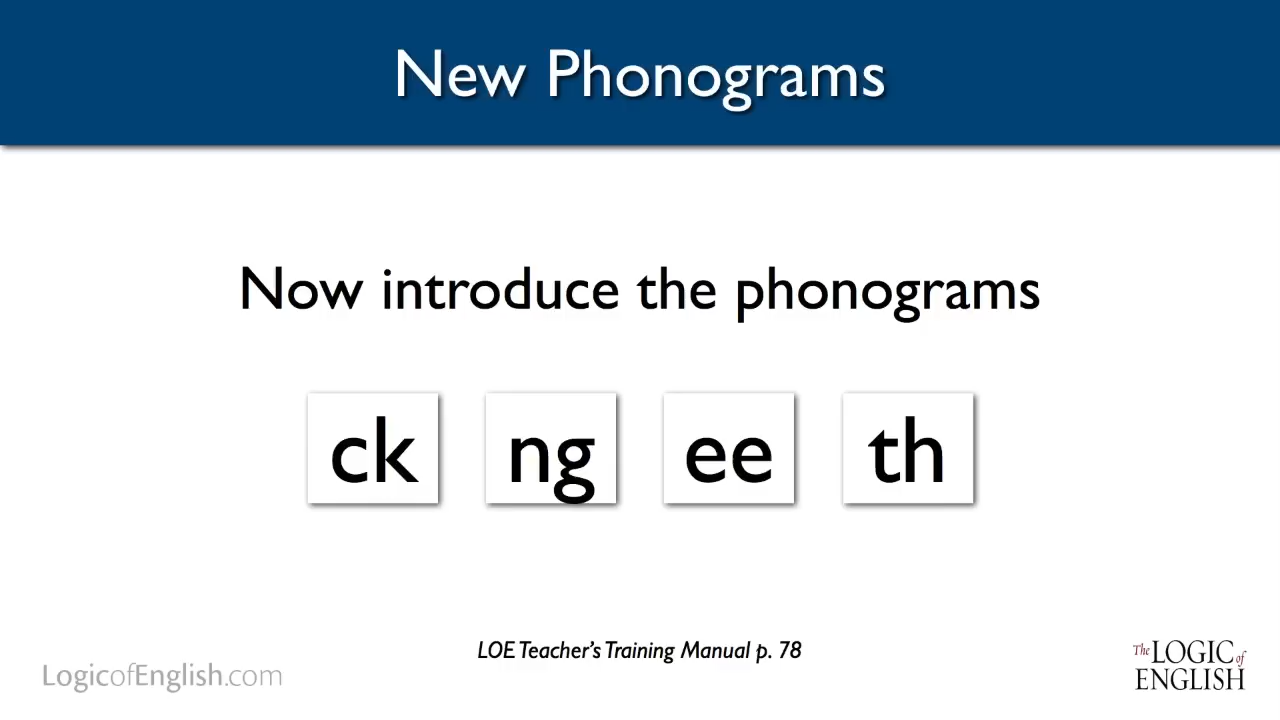 New Phonograms
Now introduce the phonograms
ck ng ee th
LOE Teacher's Training Manual p. 78
LogicofEnglish.com
The LOGIC of
ENGLISH